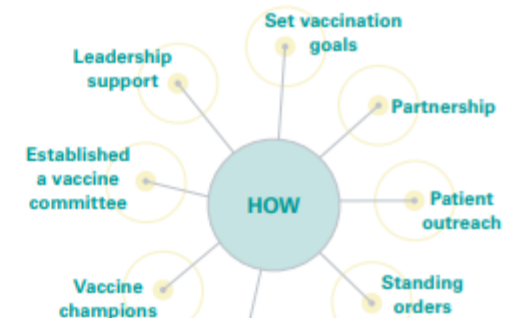 Set vaccination
goals
Leadership
support
Partnership
Established
a vaccine
committee
HOW
Patient
outreach
Vaccine
champions
Standing
orders